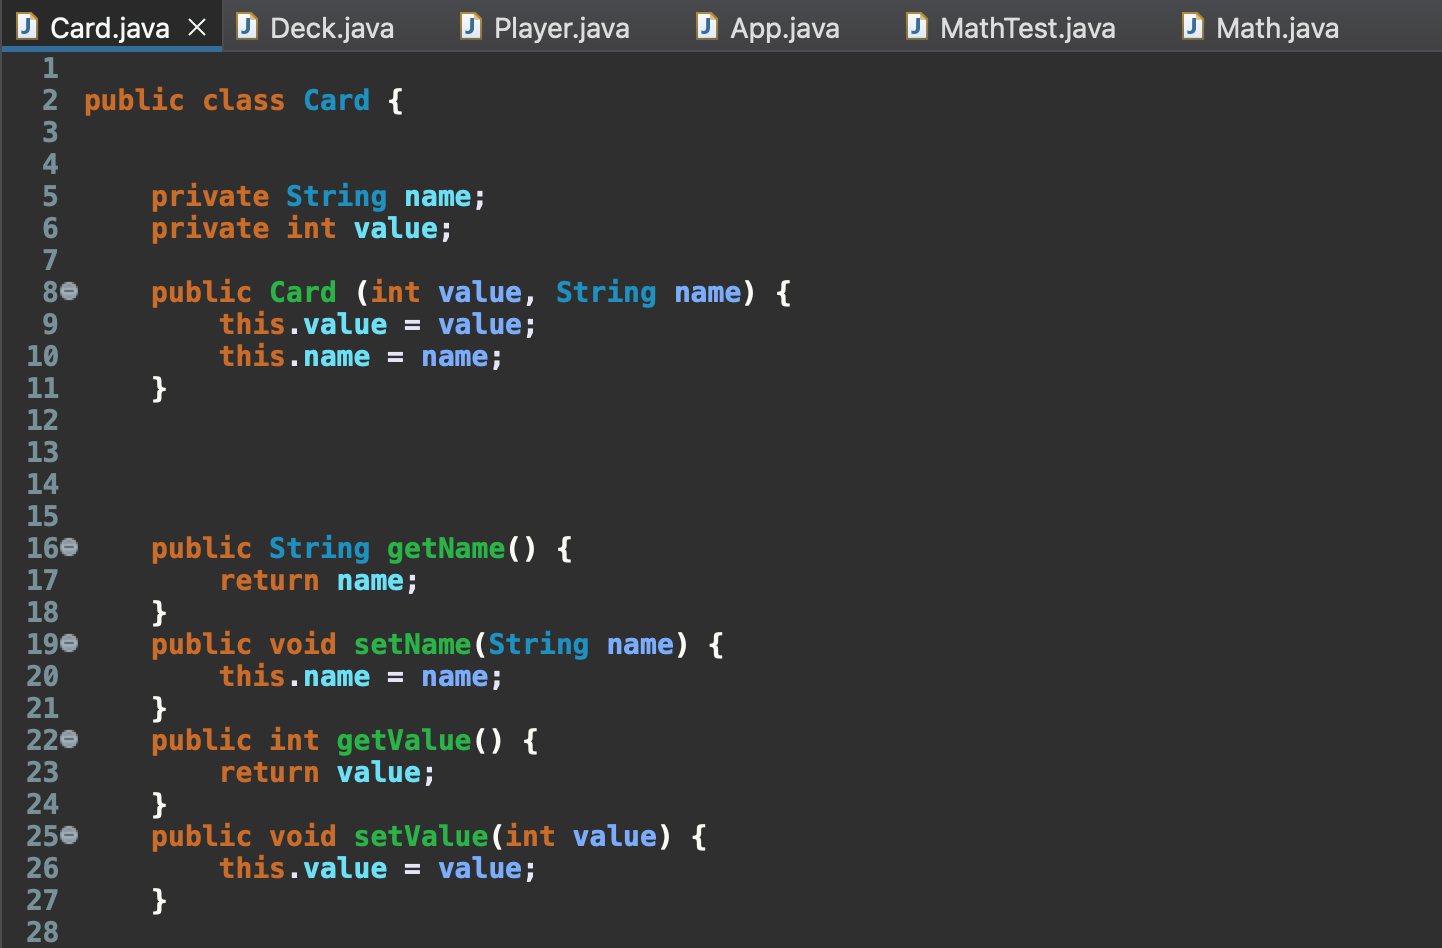 Card.java Deck.java Player.java App.java MathTest.java Math.java
1
2 public class Card {
3
4
5 private String name;
6 private int value;
7
8 public Card (int value, String name) {
9 this.value = value;
10 this.name = name;
11 }
12
13
14
15
16 public String getName() {
17 return name;
18 }
19 public void setName(String name) {
20 this.name = name;
21 }
22 public int getValue() {
23 return value;
24 }
25 public void setValue(int value) {
26 this.value = value;
27 }
28